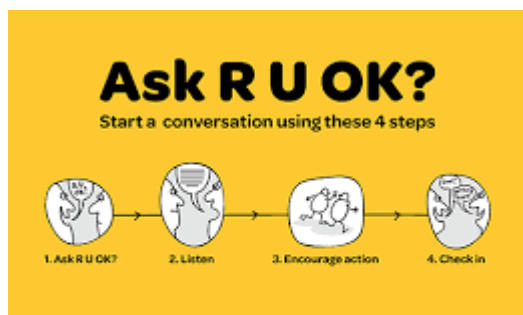 Ask R U OK?
Start a conversation using these 4 steps
1. Ask R U OK?
2. Listen
3. Encourage action
4. Check in